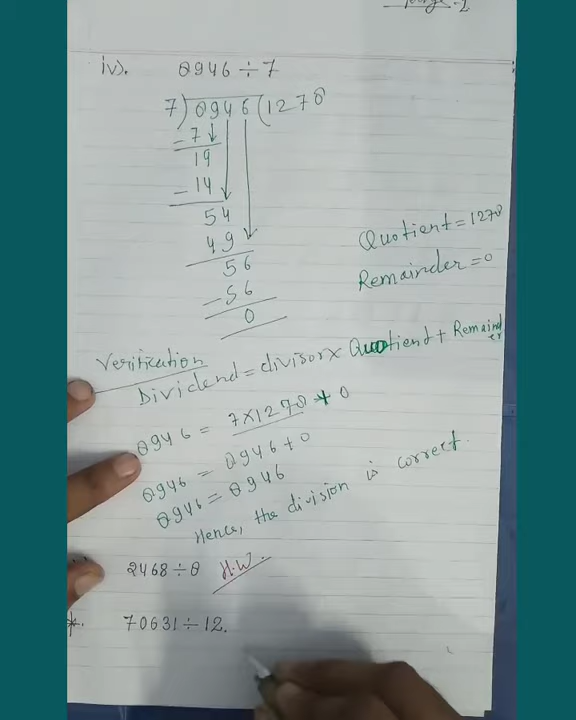 Page-2
iv). 8946 ÷ 7
7) 8946 (1278
- 7
19
- 14
54
49
56
- 56
0
Quotient = 1278
Remainder = 0
Verification
Dividend = divisor × Quotient + Remainder
8946 = 7 × 1278 + 0
8946 = 8946 + 0
8946 = 8946
Hence, the division is correct.
2468 ÷ 8 H.W.
*. 70631 ÷ 12.